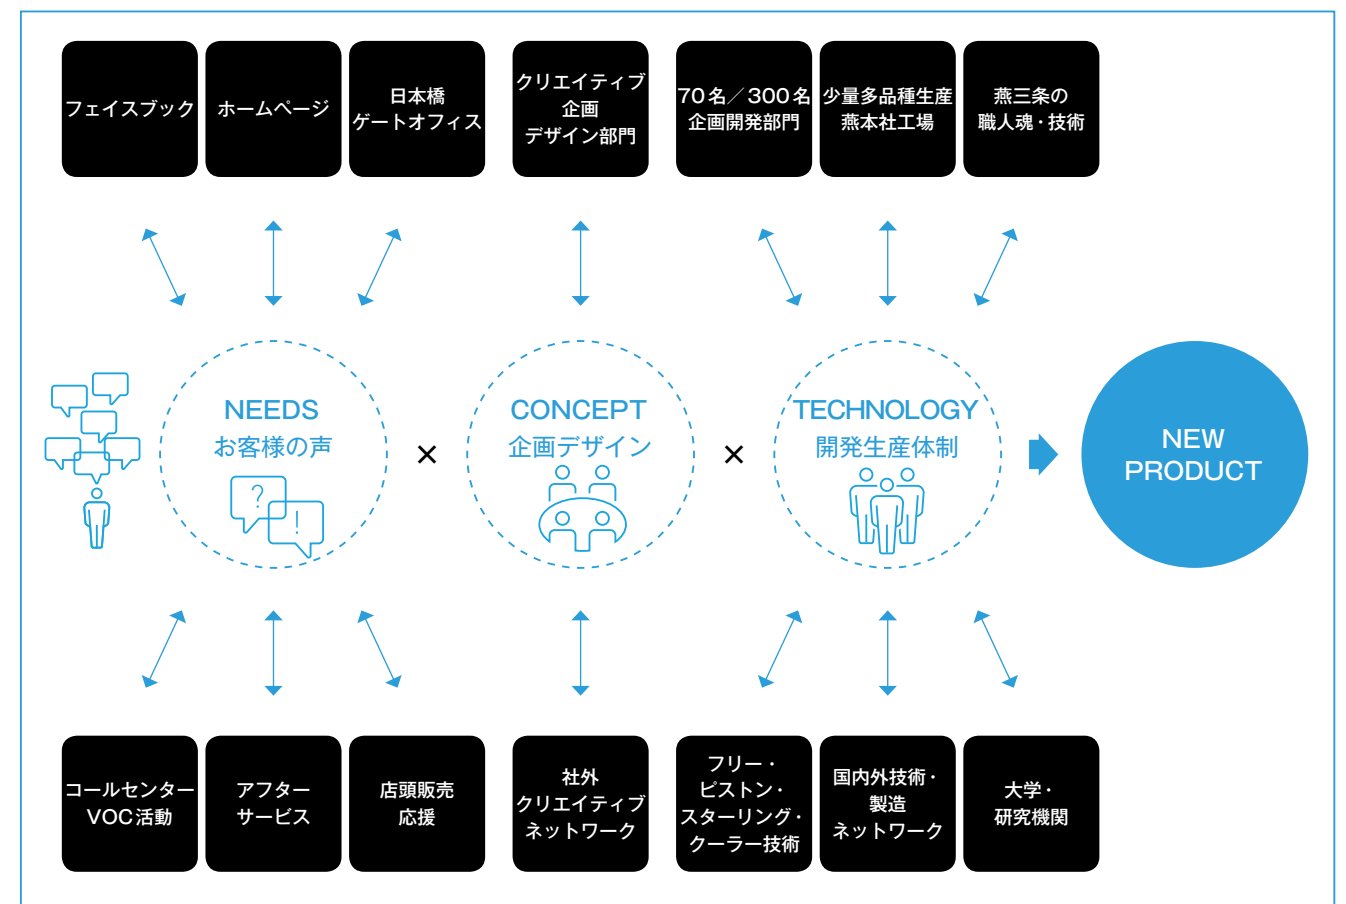 フェイスブック
ホームページ
日本橋
ゲートオフィス
クリエイティブ
企画
デザイン部門
70名／300名
企画開発部門
少量多品種生産
燕本社工場
燕三条の
職人魂・技術
NEEDS
お客様の声
?
!
×
CONCEPT
企画デザイン
×
TECHNOLOGY
開発生産体制
NEW
PRODUCT
コールセンター
VOC活動
アフター
サービス
店頭販売
応援
社外
クリエイティブ
ネットワーク
フリー・
ピストン・
スターリング・
クーラー技術
国内外技術・
製造
ネットワーク
大学・
研究機関